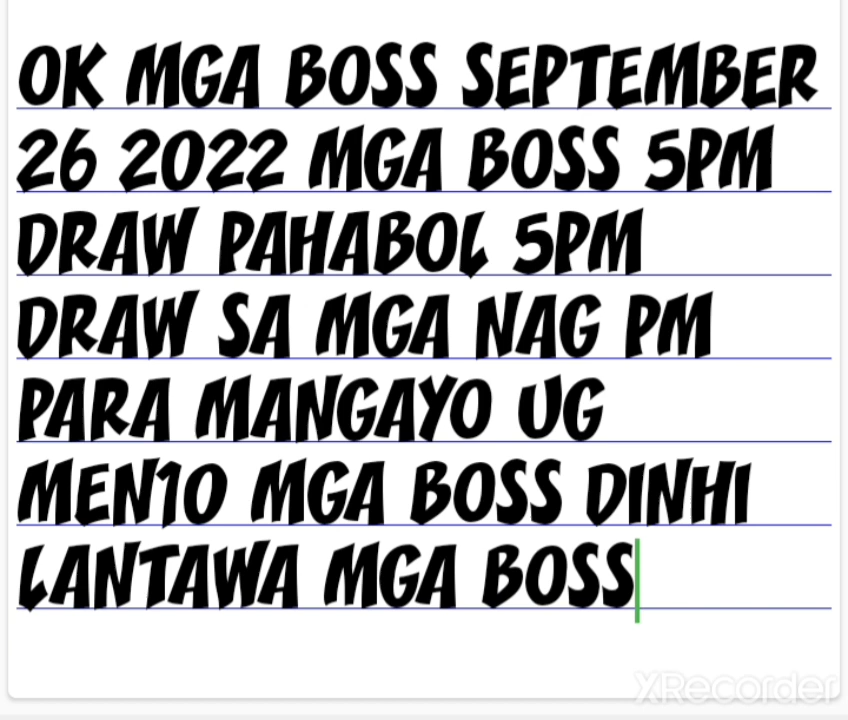 OK MGA BOSS SEPTEMBER
26 2022 MGA BOSS 5PM
DRAW PAHABOL 5PM
DRAW SA MGA NAG PM
PARA MANGAYO UG
MEN10 MGA BOSS DINHI
LANTAWA MGA BOSS
XRecorder